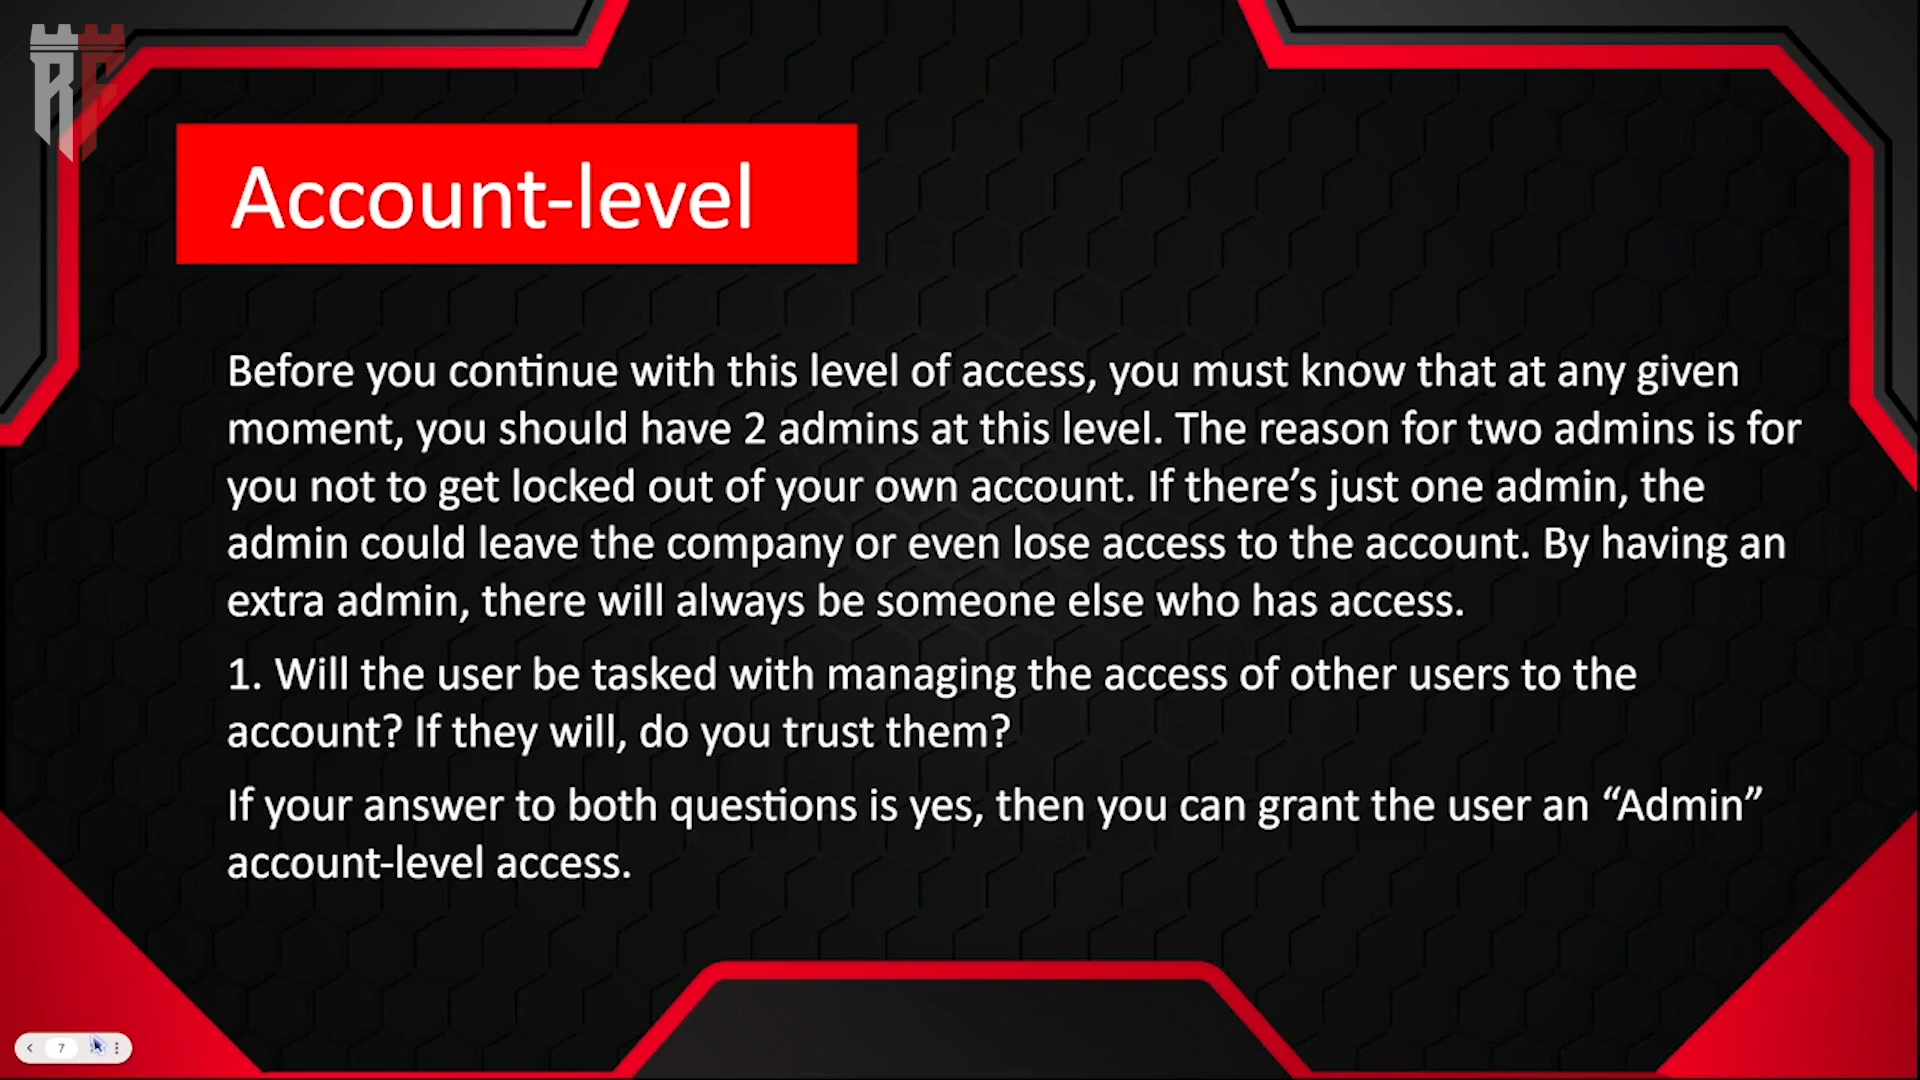 RF
Account-level
Before you continue with this level of access, you must know that at any given
moment, you should have 2 admins at this level. The reason for two admins is for
you not to get locked out of your own account. If there’s just one admin, the
admin could leave the company or even lose access to the account. By having an
extra admin, there will always be someone else who has access.
1. Will the user be tasked with managing the access of other users to the
account? If they will, do you trust them?
If your answer to both questions is yes, then you can grant the user an “Admin”
account-level access.
7